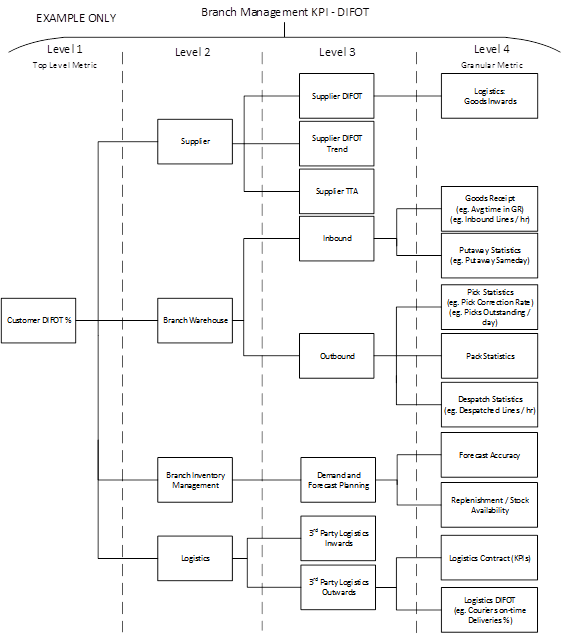 EXAMPLE ONLY
Branch Management KPI - DIFOT
Level 1
Top Level Metric
Level 2
Level 3
Level 4
Granular Metric
Supplier DIFOT
Logistics:
Goods Inwards
Supplier
Supplier DIFOT
Trend
Supplier TTA
Goods Receipt
(eg. Avg time in GR)
(eg. Inbound Lines / hr)
Inbound
Putaway Statistics
(eg. Putaway Sameday)
Customer DIFOT %
Branch Warehouse
Pick Statistics
(eg. Pick Correction Rate)
(eg. Picks Outstanding /
day)
Outbound
Pack Statistics
Despatch Statistics
(eg. Despatched Lines / hr)
Branch Inventory
Management
Demand and
Forecast Planning
Forecast Accuracy
Replenishment / Stock
Availability
Logistics
3rd Party Logistics
Inwards
3rd Party Logistics
Outwards
Logistics Contract (KPIs)
Logistics DIFOT
(eg. Couriers on-time
Deliveries %)